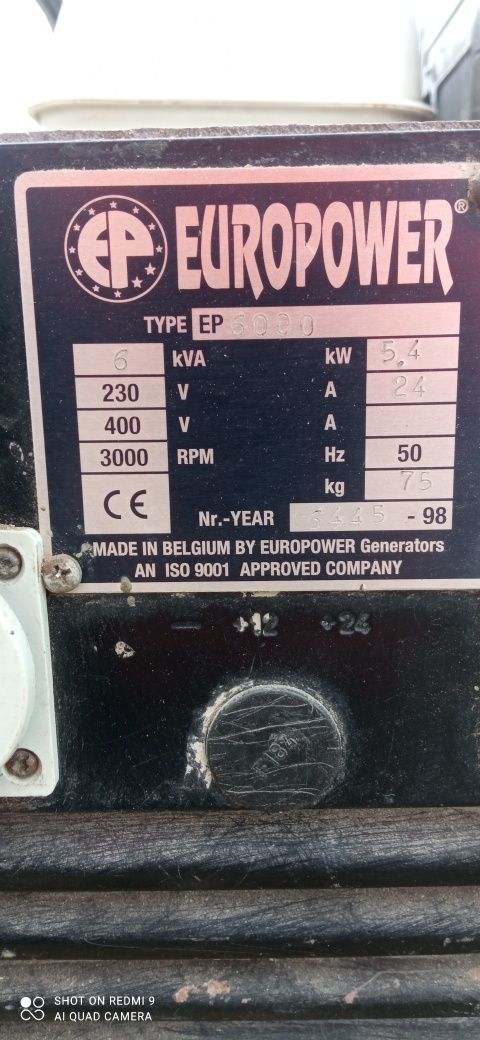 EP EUROPOWER®
TYPE EP 6000
6 kVA kW 5.4
230 V A 24
400 V A
3000 RPM Hz 50
CE kg 75
Nr.-YEAR - 98
MADE IN BELGIUM BY EUROPOWER Generators
AN ISO 9001 APPROVED COMPANY
— +12 +24
SHOT ON REDMI 9
AI QUAD CAMERA